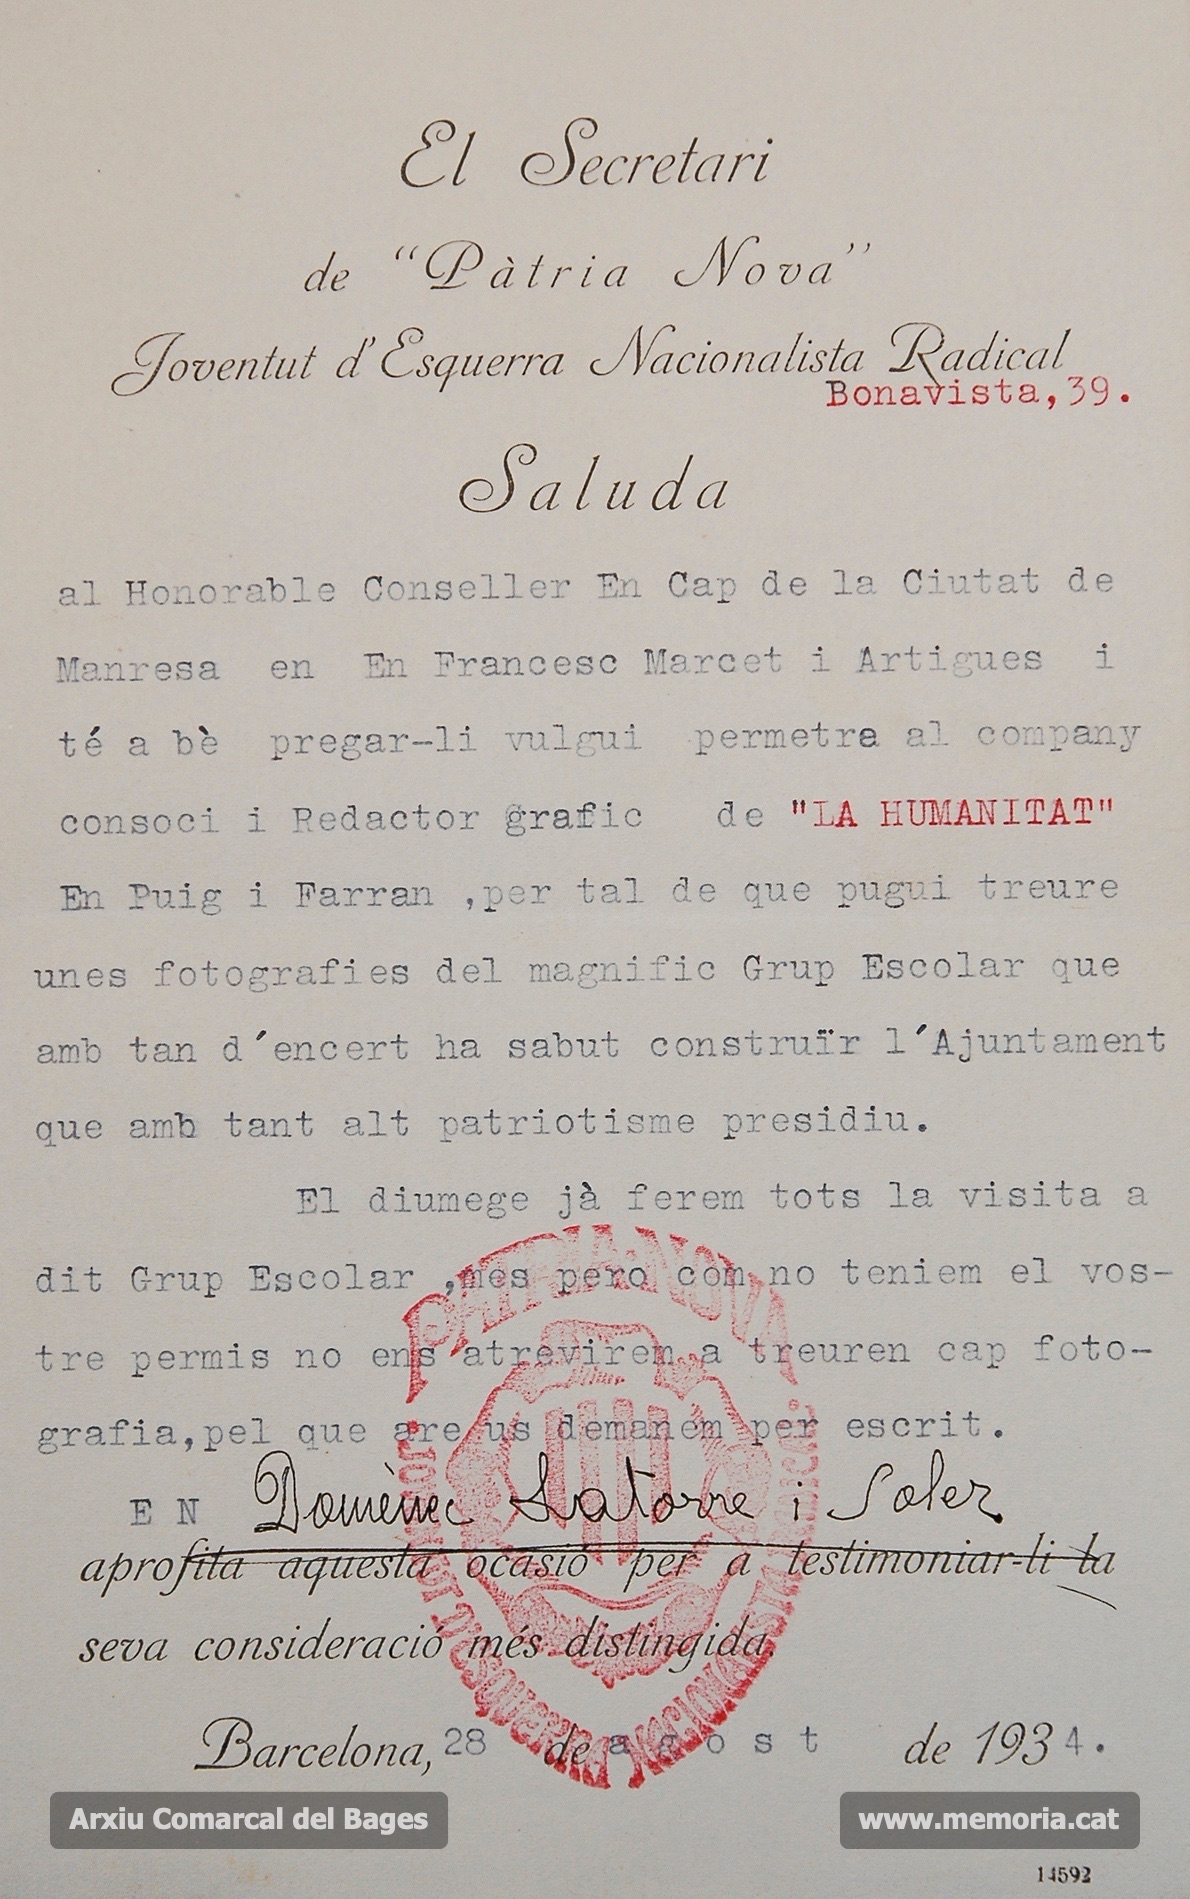 El Secretari
de "Pàtria Nova"
Joventut d'Esquerra Nacionalista Radical
Bonavista,39.
Saluda
al Honorable Conseller En Cap de la Ciutat de
Manresa en En Francesc Marcet i Artigues i
té a bè pregar-li vulgui permetre al company
consoci i Redactor grafic de "LA HUMANITAT"
En Puig i Farran ,per tal de que pugui treure
unes fotografies del magnific Grup Escolar que
amb tan d´encert ha sabut construïr l´Ajuntament
que amb tant alt patriotisme presidiu.
El diumege jà ferem tots la visita a
dit Grup Escolar ,mes pero com no teniem el vos-
tre permis no ens atrevirem a treuren cap foto-
grafia,pel que are us demanem per escrit.
EN Domènec Latorre i Soler
aprofita aquesta ocasió per a testimoniar-li la
seva consideració més distingida.
Barcelona, 28 de agost de 1934.
PATRIA·NOVA
Joventut d'Esquerra Nacionalista Radical
Arxiu Comarcal del Bages
www.memoria.cat
14592